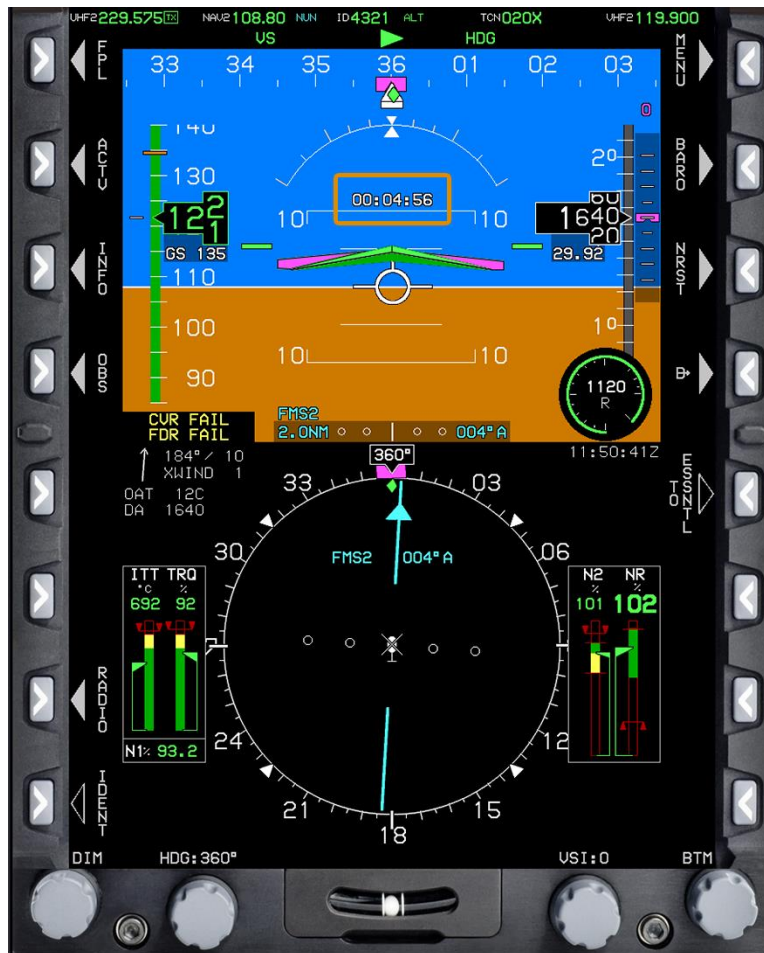 VHF2 229.575 TX NAV2 108.80 NUN ID 4321 ALT TCN 020X VHF2 119.900
VS HDG
FPL
MENU
33 34 35 36 01 02 03
0
ACTV
BARO
140
130
12 2 1
GS 135
110
100
90
00:04:56
10 10
10 10
20
60
1640
20
29.92
10
INFO
NRST
OBS
1120
R
CVR FAIL
FDR FAIL
FMS2
2.0NM 004° A
11:50:41Z
184°/ 10
XWIND 1
OAT 12C
DA 1640
360°
ESSNTL
TO
33 03
30 06
FMS2 004° A
24 12
21 15
18
ITT TRQ
°C %
692 92
N1% 93.2
N2 NR
% %
101 102
RADIO
IDENT
DIM HDG:360° VSI:0 BTM